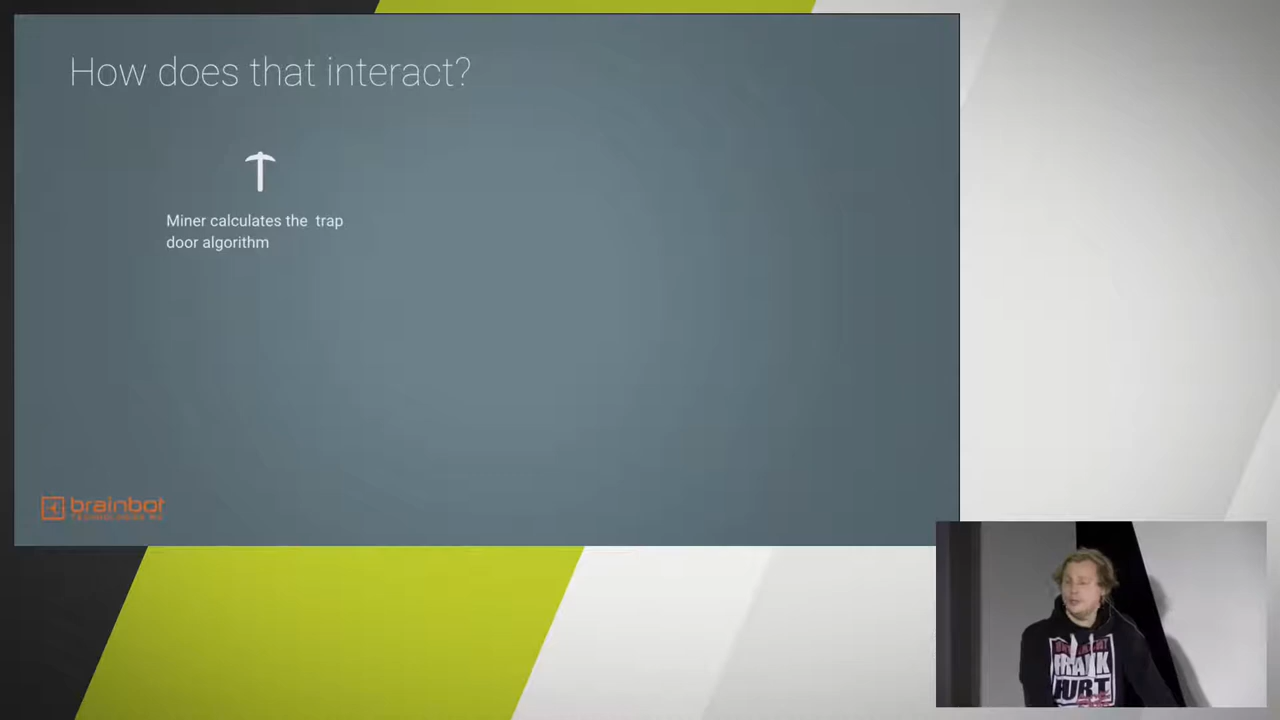 How does that interact?
Miner calculates the trap
door algorithm
brainbot